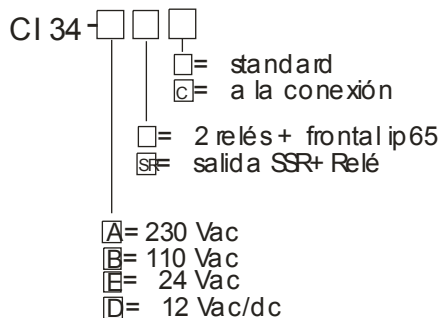 CI 34-
= standard
C = a la conexión
= 2 relés + frontal ip65
SR = salida SSR + Relé
A = 230 Vac
B = 110 Vac
E = 24 Vac
D = 12 Vac/dc